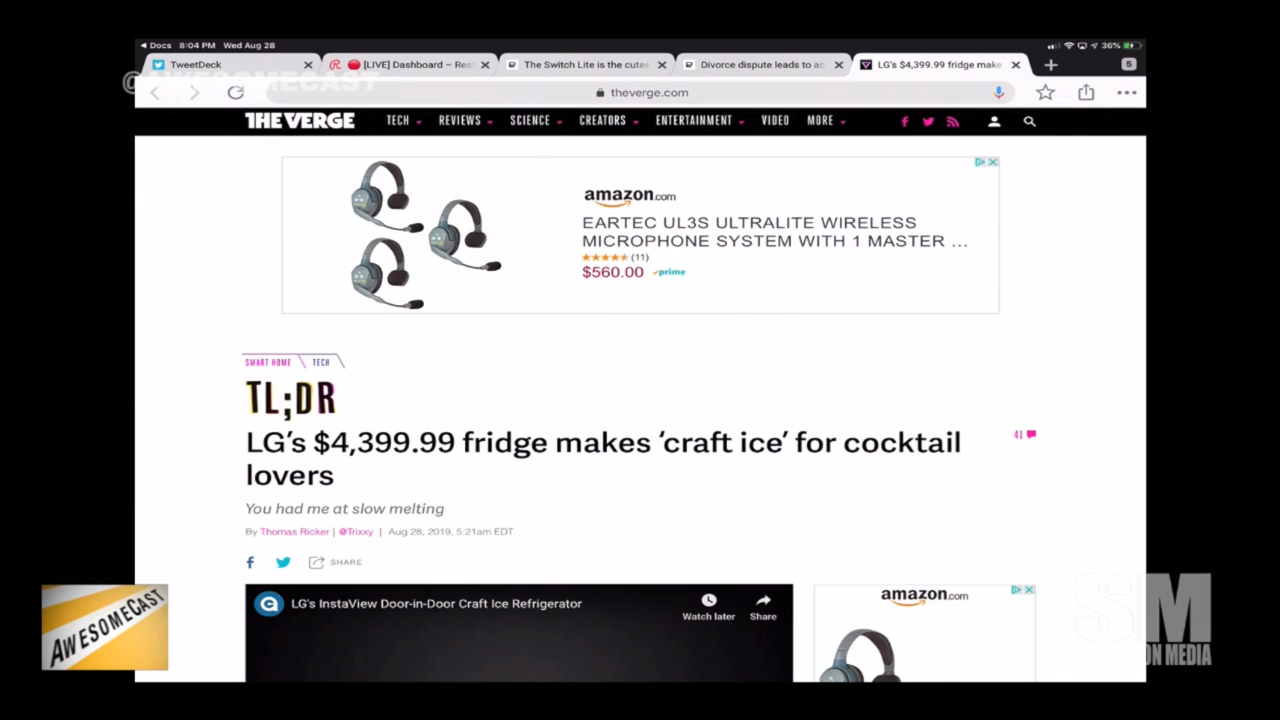 Docs 8:04 PM Wed Aug 28
36%
TweetDeck
[LIVE] Dashboard – Rest
The Switch Lite is the cutes
Divorce dispute leads to ac
LG's $4,399.99 fridge make
5
@AWESOMECAST
theverge.com
THE VERGE
TECH
REVIEWS
SCIENCE
CREATORS
ENTERTAINMENT
VIDEO
MORE
amazon.com
EARTEC UL3S ULTRALITE WIRELESS
MICROPHONE SYSTEM WITH 1 MASTER ...
(11)
$560.00 prime
SMART HOME TECH
TL;DR
LG's $4,399.99 fridge makes 'craft ice' for cocktail
lovers
41
You had me at slow melting
By Thomas Ricker | @Trixxy | Aug 28, 2019, 5:21am EDT
SHARE
LG's InstaView Door-in-Door Craft Ice Refrigerator
Watch later
Share
amazon.com
AWESOMECAST
SM
ON MEDIA